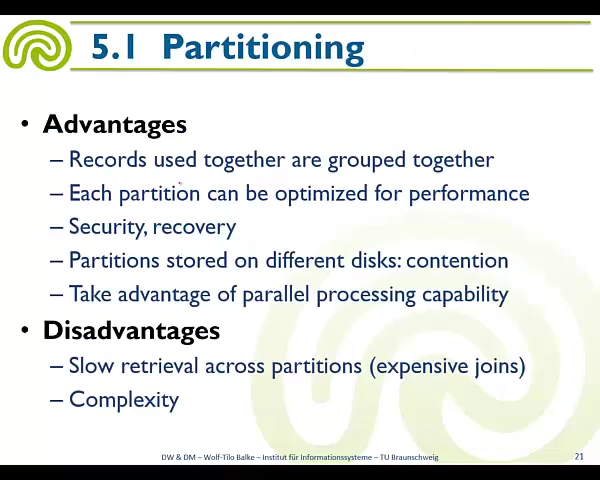 5.1 Partitioning
• Advantages
– Records used together are grouped together
– Each partition can be optimized for performance
– Security, recovery
– Partitions stored on different disks: contention
– Take advantage of parallel processing capability
• Disadvantages
– Slow retrieval across partitions (expensive joins)
– Complexity
DW & DM – Wolf-Tilo Balke – Institut für Informationssysteme – TU Braunschweig
21